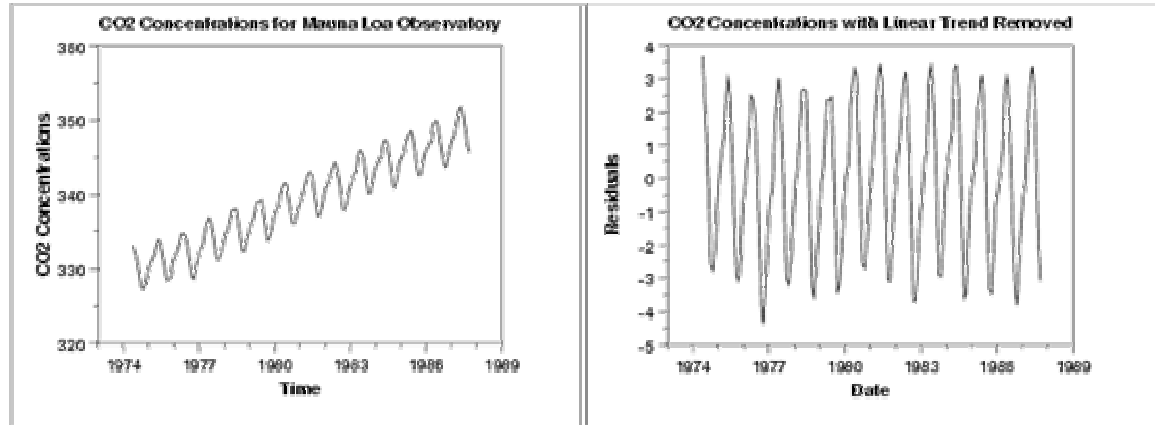 CO2 Concentrations for Mauna Loa Observatory
360
350
340
330
320
CO2 Concentrations
1974 1977 1980 1983 1986 1989
Time
CO2 Concentrations with Linear Trend Removed
4
3
2
1
0
-1
-2
-3
-4
-5
Residuals
1974 1977 1980 1983 1986 1989
Date